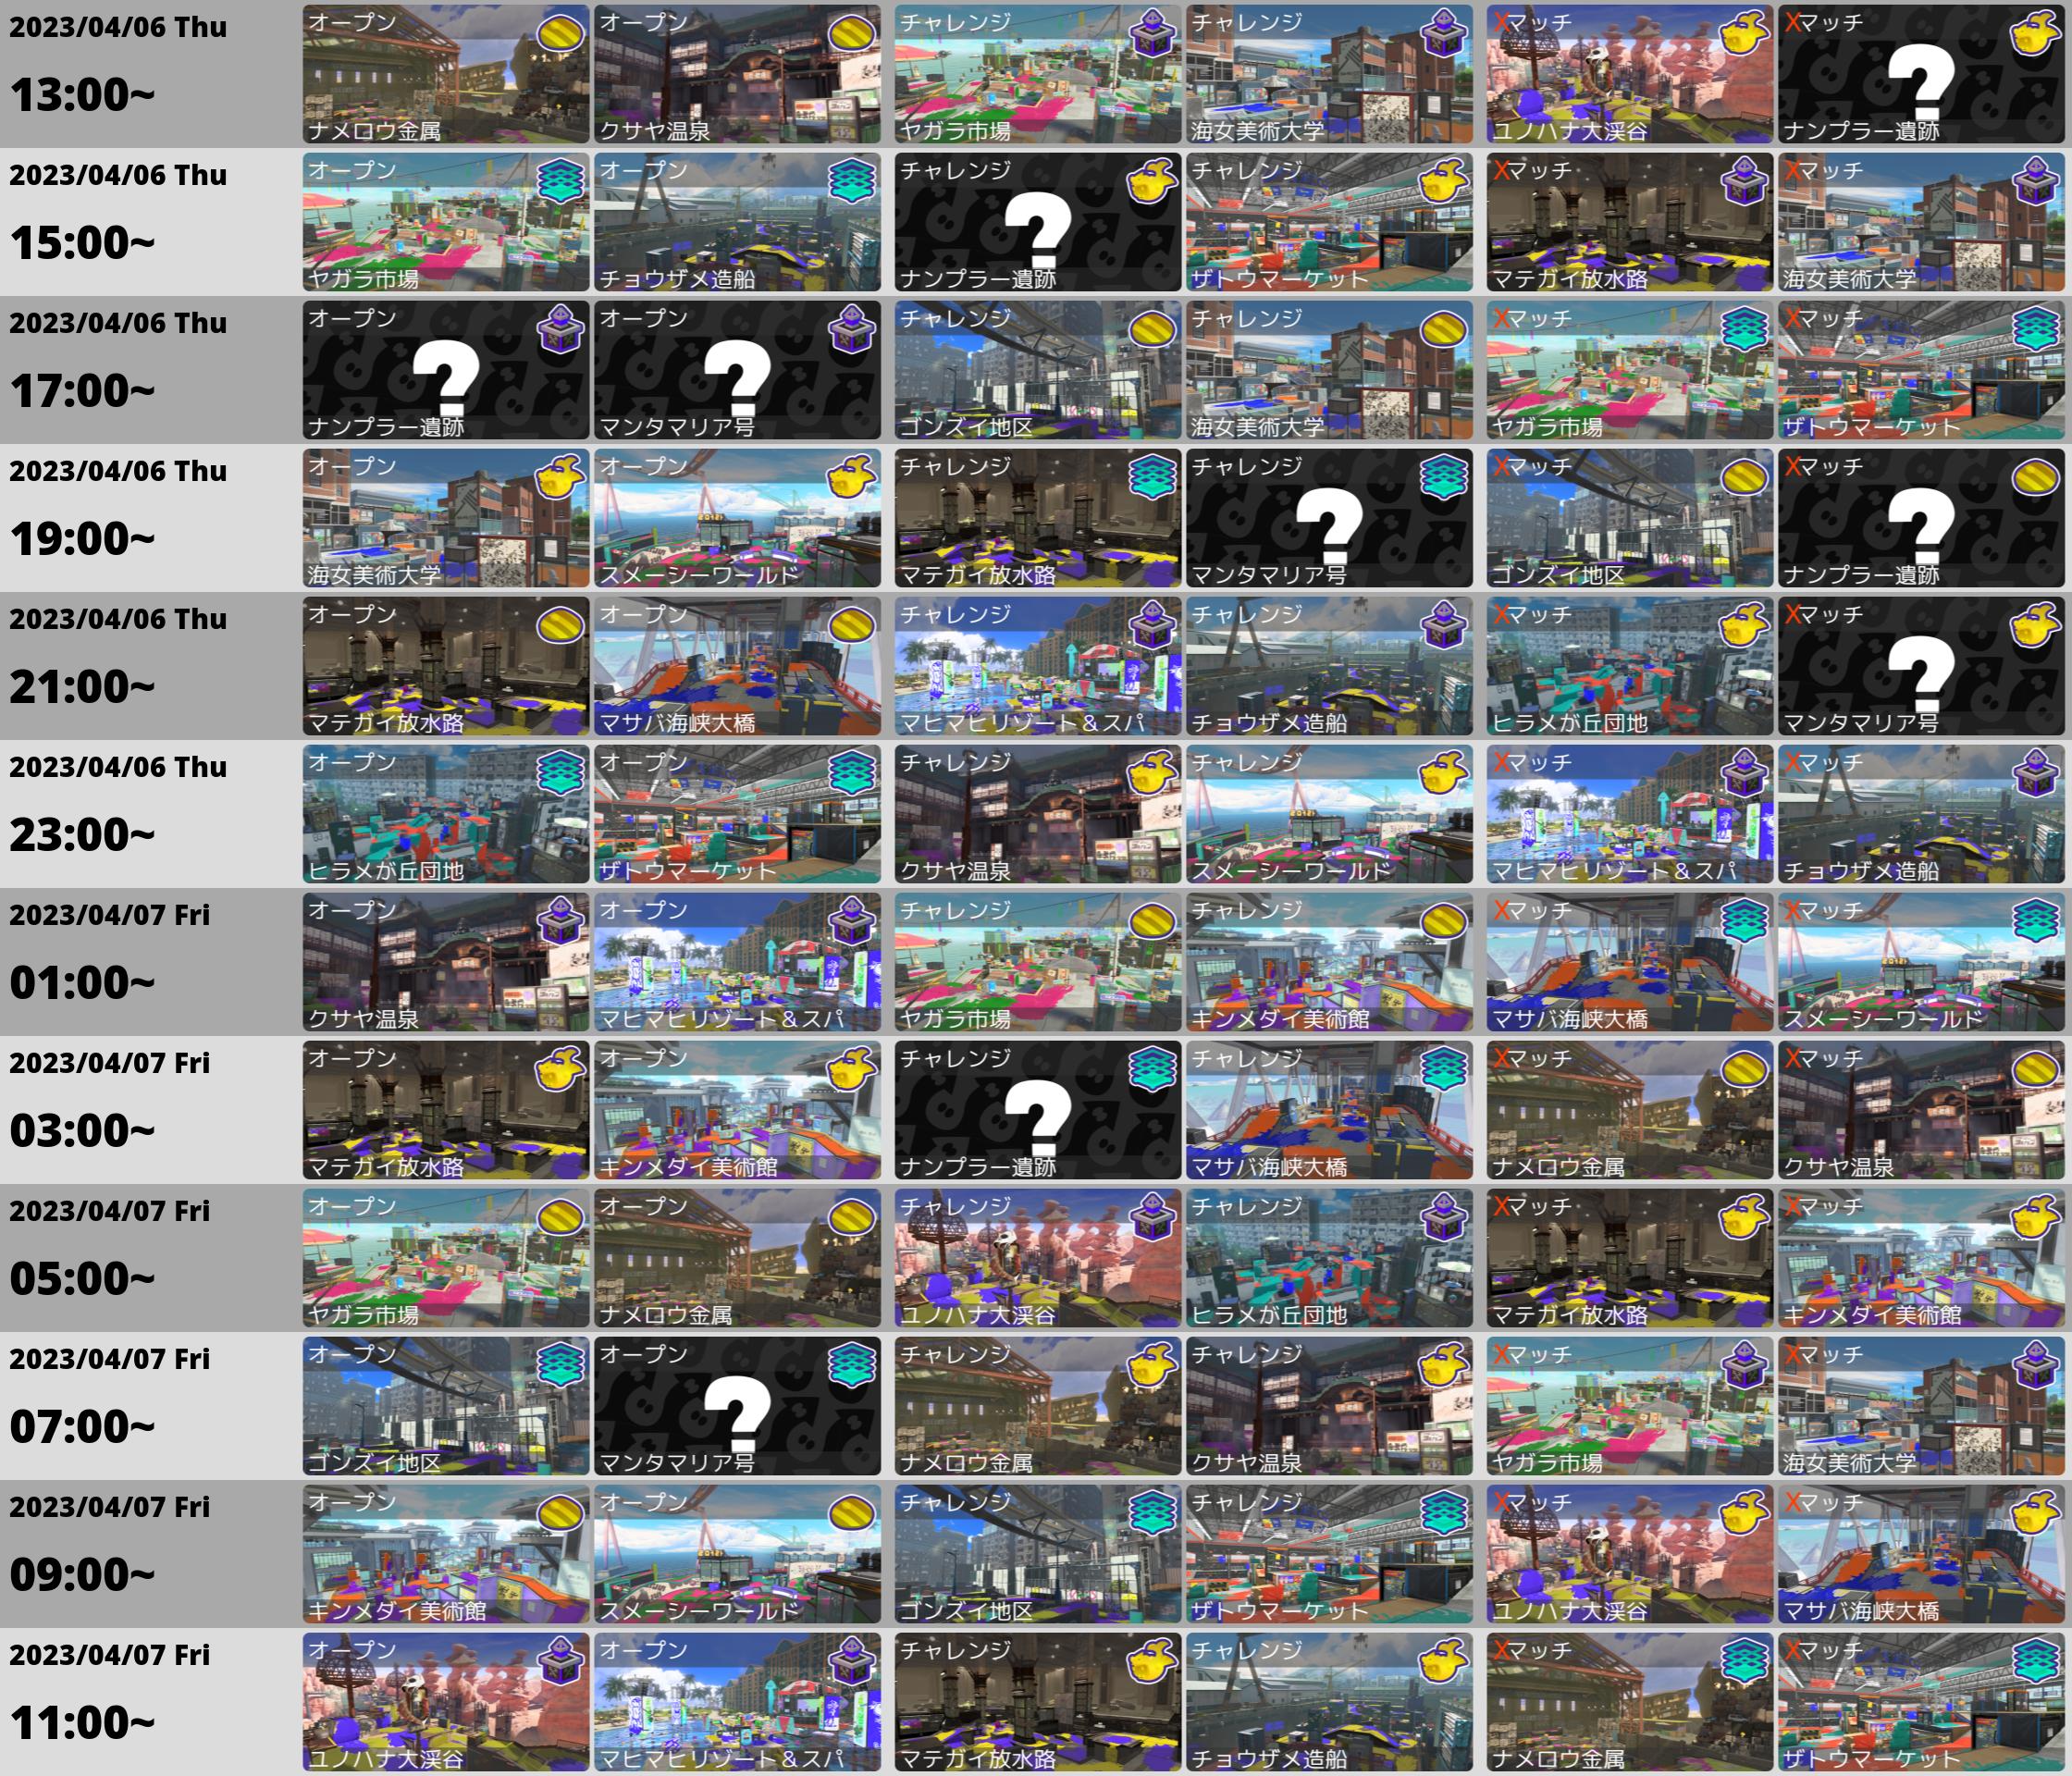 2023/04/06 Thu
13:00~
オープン オープン チャレンジ チャレンジ Xマッチ Xマッチ
ナメロウ金属 クサヤ温泉 ヤガラ市場 海女美術大学 ユノハナ大渓谷 ナンプラー遺跡
2023/04/06 Thu
15:00~
オープン オープン チャレンジ チャレンジ Xマッチ Xマッチ
ヤガラ市場 チョウザメ造船 ナンプラー遺跡 ザトウマーケット マテガイ放水路 海女美術大学
2023/04/06 Thu
17:00~
オープン オープン チャレンジ チャレンジ Xマッチ Xマッチ
ナンプラー遺跡 マンタマリア号 ゴンズイ地区 海女美術大学 ヤガラ市場 ザトウマーケット
2023/04/06 Thu
19:00~
オープン オープン チャレンジ チャレンジ Xマッチ Xマッチ
海女美術大学 スメーシーワールド マテガイ放水路 マンタマリア号 ゴンズイ地区 ナンプラー遺跡
2023/04/06 Thu
21:00~
オープン オープン チャレンジ チャレンジ Xマッチ Xマッチ
マテガイ放水路 マサバ海峡大橋 マヒマヒリゾート＆スパ チョウザメ造船 ヒラメが丘団地 マンタマリア号
2023/04/06 Thu
23:00~
オープン オープン チャレンジ チャレンジ Xマッチ Xマッチ
ヒラメが丘団地 ザトウマーケット クサヤ温泉 スメーシーワールド マヒマヒリゾート＆スパ チョウザメ造船
2023/04/07 Fri
01:00~
オープン オープン チャレンジ チャレンジ Xマッチ Xマッチ
クサヤ温泉 マヒマヒリゾート＆スパ ヤガラ市場 キンメダイ美術館 マサバ海峡大橋 スメーシーワールド
2023/04/07 Fri
03:00~
オープン オープン チャレンジ チャレンジ Xマッチ Xマッチ
マテガイ放水路 キンメダイ美術館 ナンプラー遺跡 マサバ海峡大橋 ナメロウ金属 クサヤ温泉
2023/04/07 Fri
05:00~
オープン オープン チャレンジ チャレンジ Xマッチ Xマッチ
ヤガラ市場 ナメロウ金属 ユノハナ大渓谷 ヒラメが丘団地 マテガイ放水路 キンメダイ美術館
2023/04/07 Fri
07:00~
オープン オープン チャレンジ チャレンジ Xマッチ Xマッチ
ゴンズイ地区 マンタマリア号 ナメロウ金属 クサヤ温泉 ヤガラ市場 海女美術大学
2023/04/07 Fri
09:00~
オープン オープン チャレンジ チャレンジ Xマッチ Xマッチ
キンメダイ美術館 スメーシーワールド ゴンズイ地区 ザトウマーケット ユノハナ大渓谷 マサバ海峡大橋
2023/04/07 Fri
11:00~
オープン オープン チャレンジ チャレンジ Xマッチ Xマッチ
ユノハナ大渓谷 マヒマヒリゾート＆スパ マテガイ放水路 チョウザメ造船 ナメロウ金属 ザトウマーケット